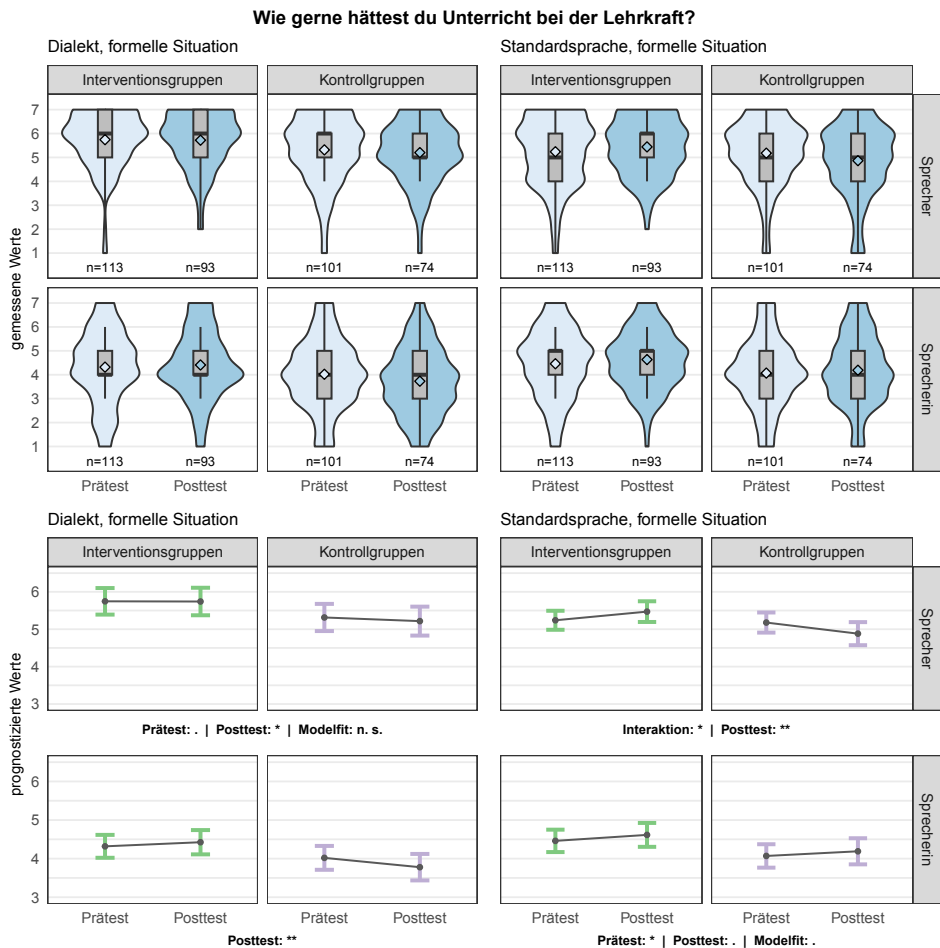 Wie gerne hättest du Unterricht bei der Lehrkraft?
Dialekt, formelle Situation
Standardsprache, formelle Situation
Interventionsgruppen
Kontrollgruppen
Interventionsgruppen
Kontrollgruppen
gemessene Werte
7
6
5
4
3
2
1
n=113
n=93
n=101
n=74
n=113
n=93
n=101
n=74
Sprecher
7
6
5
4
3
2
1
n=113
n=93
n=101
n=74
n=113
n=93
n=101
n=74
Sprecherin
Prätest
Posttest
Prätest
Posttest
Prätest
Posttest
Prätest
Posttest
Dialekt, formelle Situation
Standardsprache, formelle Situation
Interventionsgruppen
Kontrollgruppen
Interventionsgruppen
Kontrollgruppen
prognostizierte Werte
6
5
4
3
Sprecher
Prätest: . | Posttest: * | Modelfit: n. s.
Interaktion: * | Posttest: **
6
5
4
3
Sprecherin
Prätest
Posttest
Prätest
Posttest
Prätest
Posttest
Prätest
Posttest
Posttest: **
Prätest: * | Posttest: . | Modelfit: .